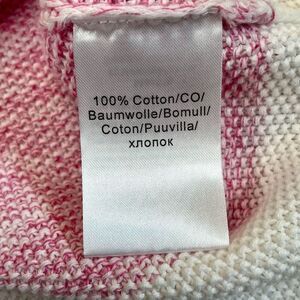 100% Cotton/CO/
Baumwolle/Bomull/
Coton/Puuvilla/
хлопок